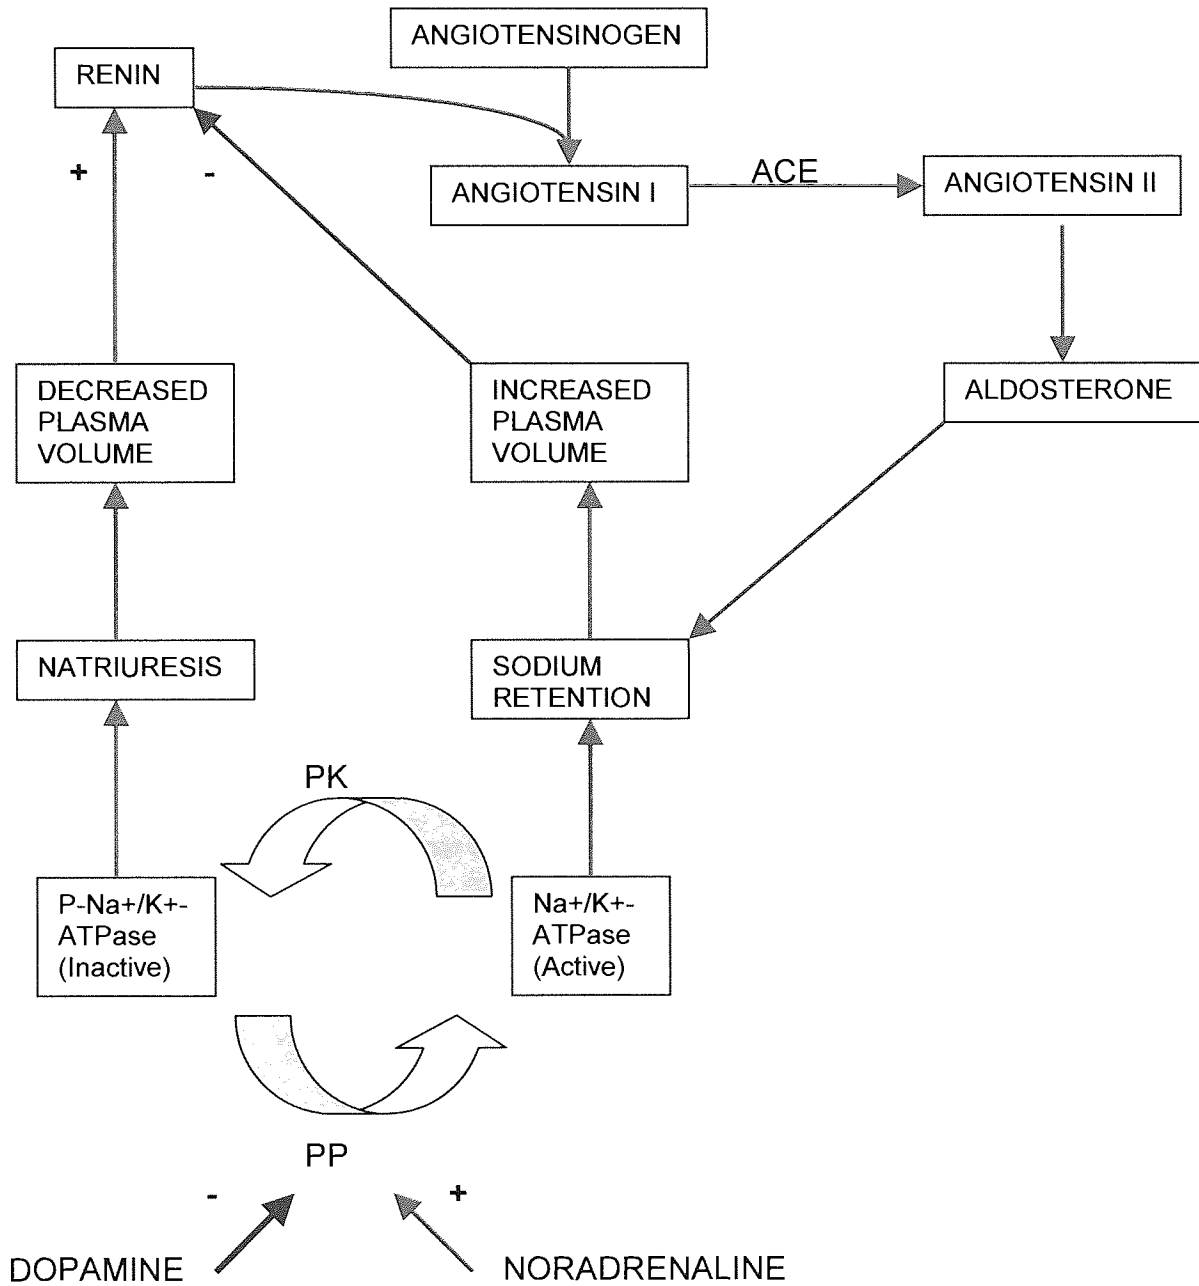 ANGIOTENSINOGEN
RENIN
+
-
ACE
ANGIOTENSIN I
ANGIOTENSIN II
DECREASED
PLASMA
VOLUME
INCREASED
PLASMA
VOLUME
ALDOSTERONE
NATRIURESIS
SODIUM
RETENTION
PK
P-Na+/K+-
ATPase
(Inactive)
Na+/K+-
ATPase
(Active)
PP
-
+
DOPAMINE
NORADRENALINE